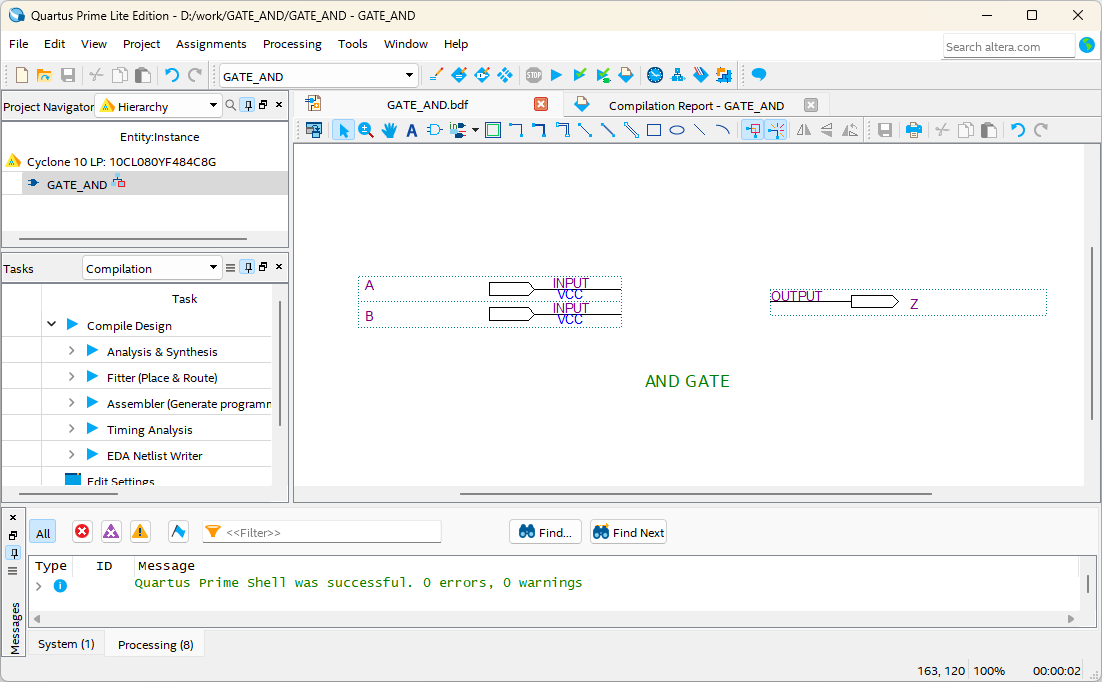 Quartus Prime Lite Edition - D:/work/GATE_AND/GATE_AND - GATE_AND
File Edit View Project Assignments Processing Tools Window Help
Search altera.com
STOP
GATE_AND
Project Navigator Hierarchy
Entity:Instance
Cyclone 10 LP: 10CL080YF484C8G
GATE_AND
GATE_AND.bdf
Compilation Report - GATE_AND
A
Tasks Compilation
Task
Compile Design
Analysis & Synthesis
Fitter (Place & Route)
Assembler (Generate programm
Timing Analysis
EDA Netlist Writer
Edit Settings
A INPUT
VCC
B INPUT
VCC
OUTPUT Z
AND GATE
All <<Filter>> Find... Find Next
Type ID Message
Quartus Prime Shell was successful. 0 errors, 0 warnings
Messages
System (1) Processing (8)
163, 120 100% 00:00:02